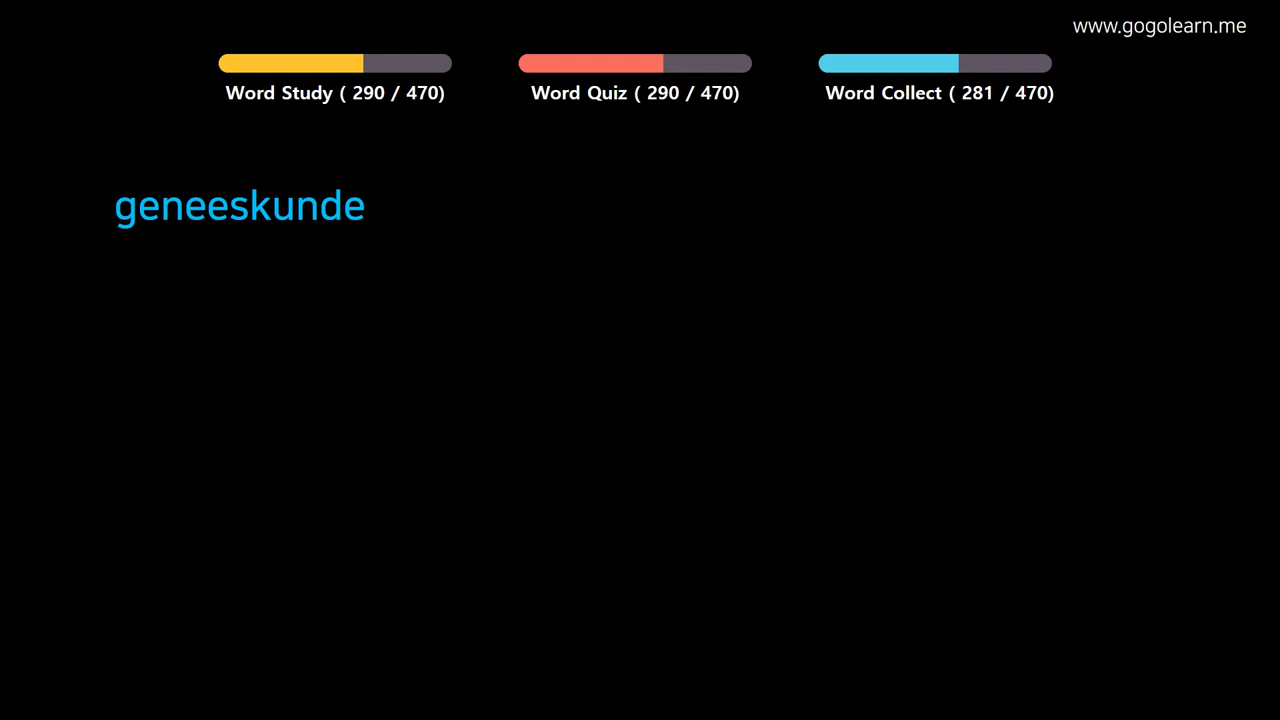 www.gogolearn.me
Word Study ( 290 / 470)
Word Quiz ( 290 / 470)
Word Collect ( 281 / 470)
geneeskunde